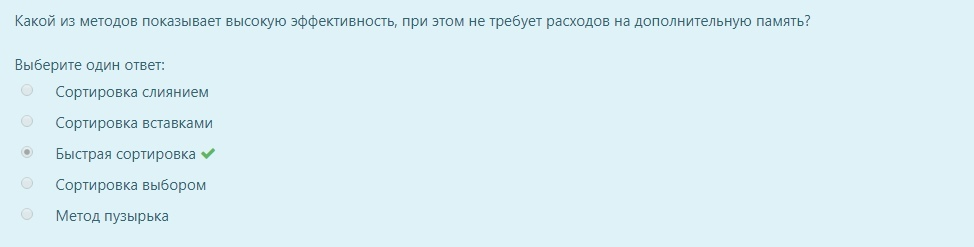 Какой из методов показывает высокую эффективность, при этом не требует расходов на дополнительную память?
Выберите один ответ:
Сортировка слиянием
Сортировка вставками
Быстрая сортировка
Сортировка выбором
Метод пузырька